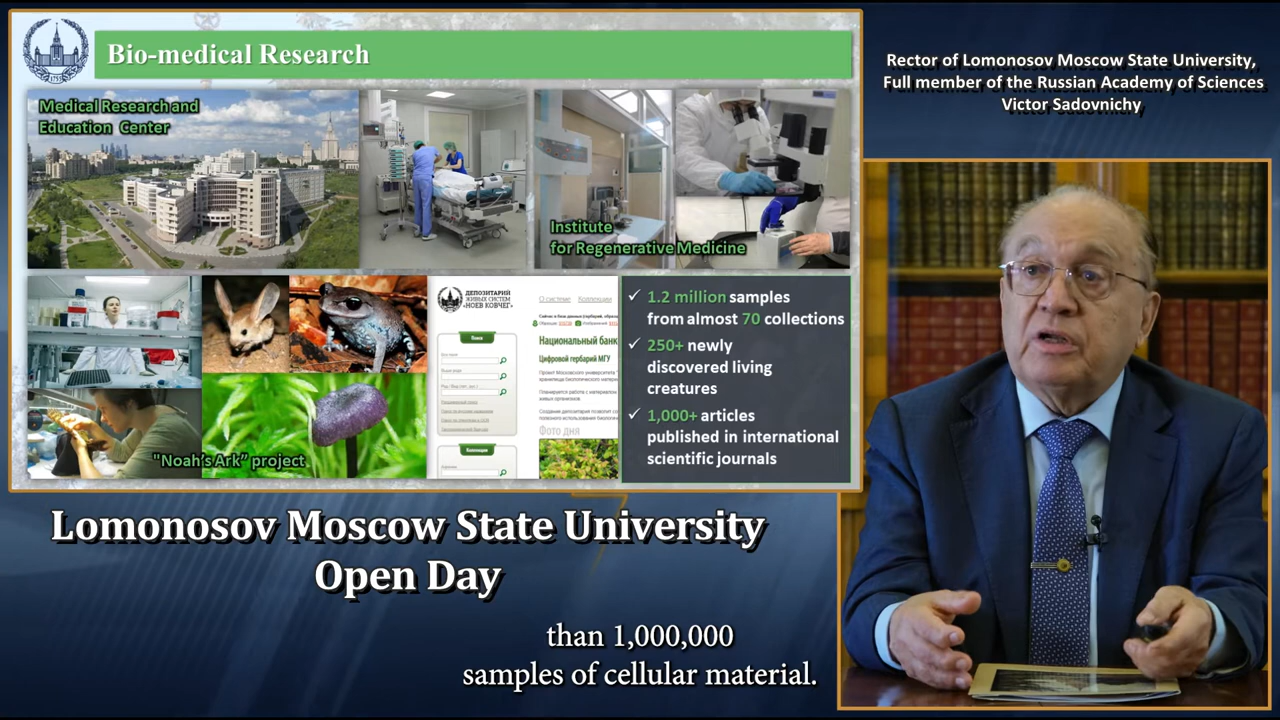 Bio-medical Research
Medical Research and
Education Center
Institute
for Regenerative Medicine
"Noah's Ark" project
ДЕПОЗИТАРИЙ
ЖИВЫХ СИСТЕМ
«НОЕВ КОВЧЕГ»
О системе Коллекции
Поиск
Национальный банк
Цифровой гербарий МГУ
Фото дня
Коллекции
✓ 1.2 million samples
from almost 70 collections
✓ 250+ newly
discovered living
creatures
✓ 1,000+ articles
published in international
scientific journals
Rector of Lomonosov Moscow State University,
Full member of the Russian Academy of Sciences
Victor Sadovnichy
Lomonosov Moscow State University
Open Day
than 1,000,000
samples of cellular material.